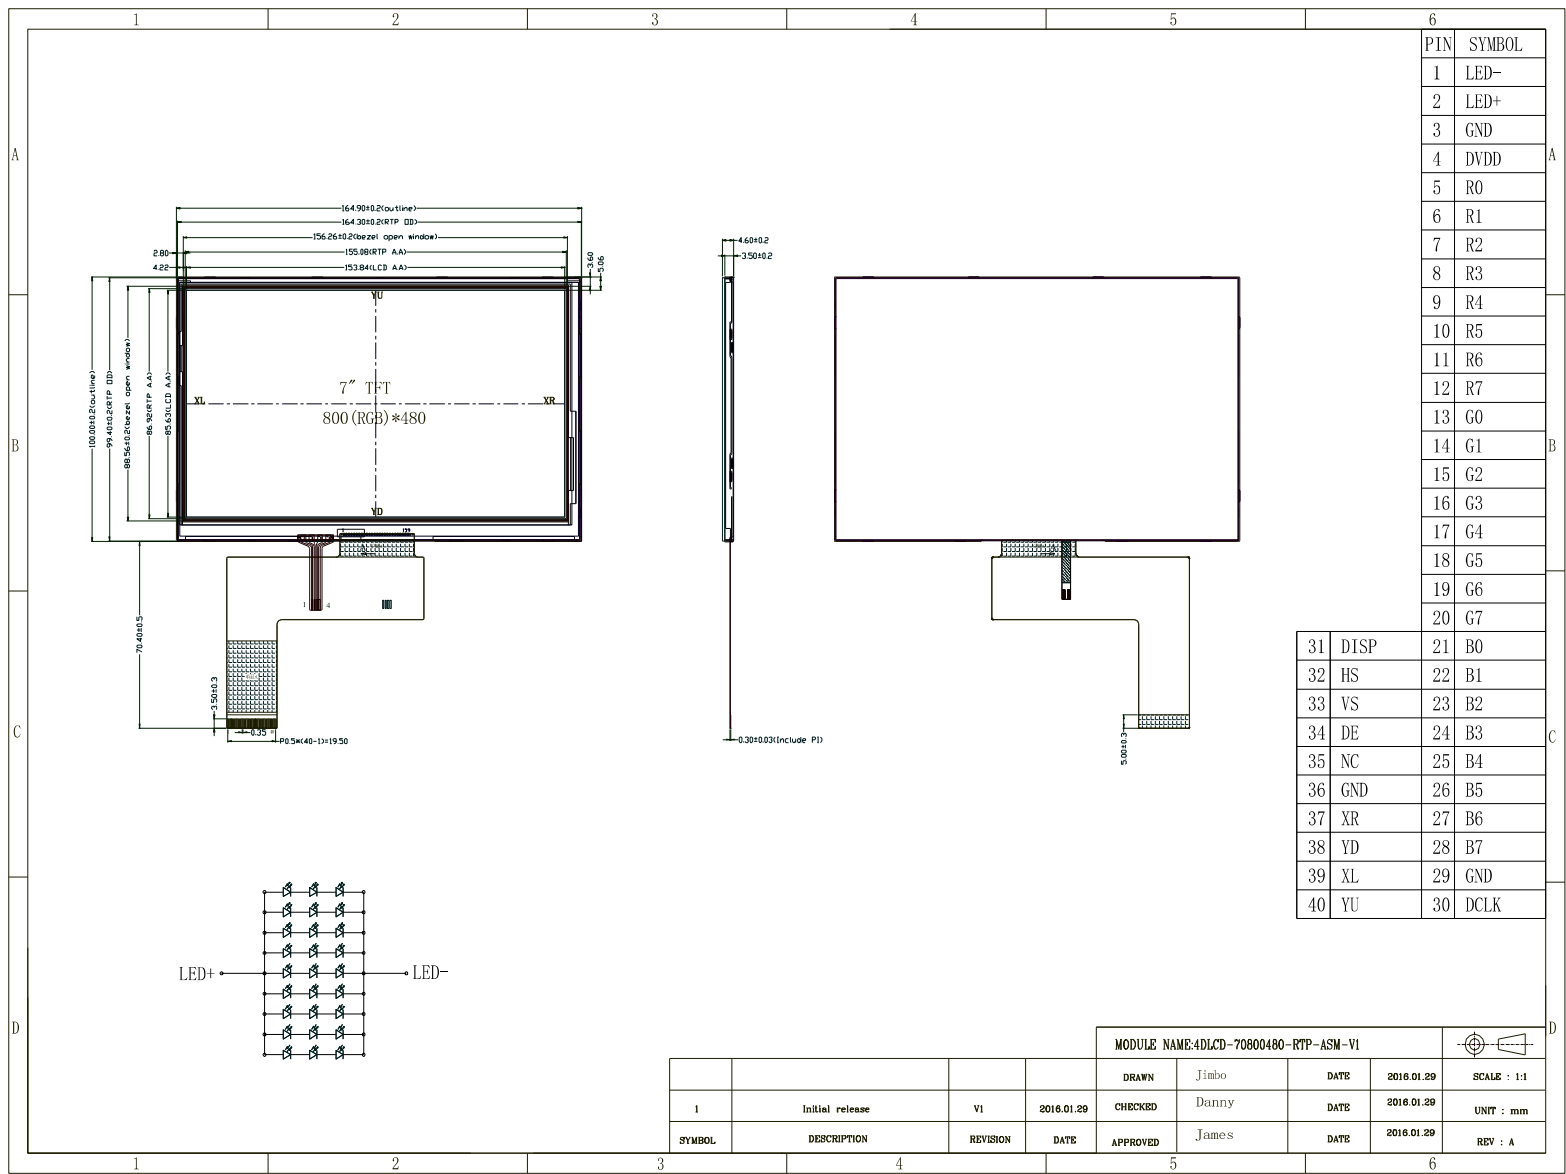 1 2 3 4 5 6
A A
B B
C C
D D
164.90±0.2(outline)
164.30±0.2(RTP OD)
156.26±0.2(bezel open window)
2.80
155.08(RTP A.A)
4.22
153.84(LCD A.A)
3.60
5.06
100.00±0.2(outline)
99.40±0.2(RTP OD)
88.56±0.2(bezel open window)
86.92(RTP A.A)
85.63(LCD A.A)
YU
XL
XR
YD
7" TFT
800(RGB)*480
1 139
1 4
70.40±0.5
3.50±0.3
0.35
P0.5*(40-1)=19.50
4.60±0.2
3.50±0.2
0.30±0.03(Include PI)
5.00±0.3
LED+ LED-
PIN SYMBOL
1 LED-
2 LED+
3 GND
4 DVDD
5 R0
6 R1
7 R2
8 R3
9 R4
10 R5
11 R6
12 R7
13 G0
14 G1
15 G2
16 G3
17 G4
18 G5
19 G6
20 G7
31 DISP 21 B0
32 HS 22 B1
33 VS 23 B2
34 DE 24 B3
35 NC 25 B4
36 GND 26 B5
37 XR 27 B6
38 YD 28 B7
39 XL 29 GND
40 YU 30 DCLK
MODULE NAME:4DLCD-70800480-RTP-ASM-V1
DRAWN Jimbo DATE 2016.01.29 SCALE : 1:1
1 Initial release V1 2016.01.29 CHECKED Danny DATE 2016.01.29 UNIT : mm
SYMBOL DESCRIPTION REVISION DATE APPROVED James DATE 2016.01.29 REV : A
1 2 3 4 5 6